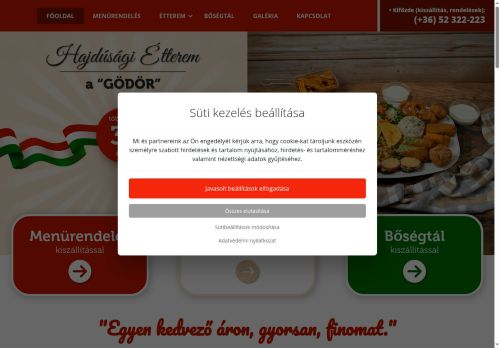 FŐOLDAL MENÜRENDELÉS ÉTTEREM BŐSÉGTÁL GALÉRIA KAPCSOLAT
• Kifőzde (kiszállítás, rendelések):
(+36) 52 322-223
Hajdúsági Étterem
a "GÖDÖR"
Süti kezelés beállítása
Mi és partnereink az Ön engedélyét kérjük arra, hogy cookie-kat tároljunk eszközén
személyre szabott hirdetések és tartalom nyújtásához, hirdetés- és tartalomméréshez
valamint nézettségi adatok gyűjtéséhez.
Javasolt beállítások elfogadása
Összes elutasítása
Sütibeállítások módosítása
Adatvédelmi nyilatkozat
Menürendelés
kiszállítással
Bőségtál
kiszállítással
"Egyen kedvező áron, gyorsan, finomat."